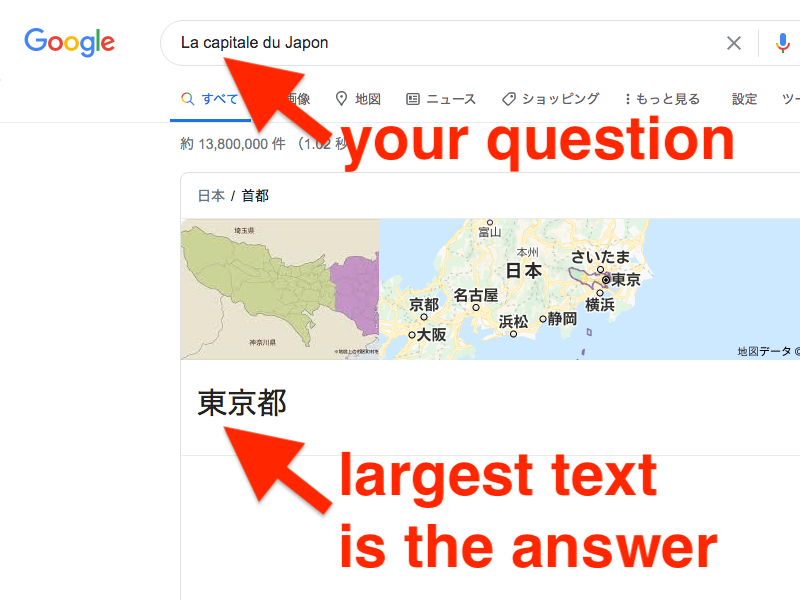 Google
La capitale du Japon
すべて 画像 地図 ニュース ショッピング もっと見る 設定 ツー
your question
約 13,800,000 件 （1.02 秒
日本 / 首都
埼玉県
神奈川県
富山
本州
日本
さいたま
東京
横浜
名古屋
京都
静岡
浜松
大阪
地図データ ©
東京都
largest text
is the answer